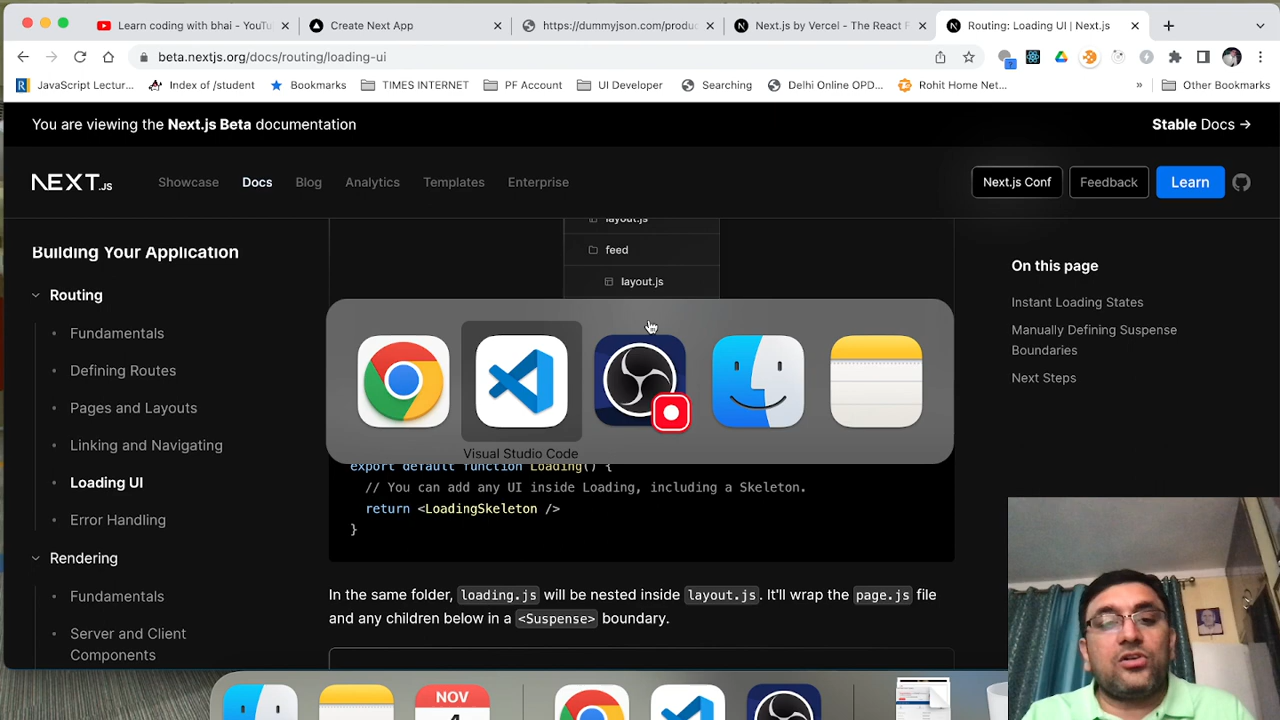 Learn coding with bhai - YouTu
Create Next App
https://dummyjson.com/produc
Next.js by Vercel - The React F
Routing: Loading UI | Next.js
beta.nextjs.org/docs/routing/loading-ui
JavaScript Lectur...
Index of /student
Bookmarks
TIMES INTERNET
PF Account
UI Developer
Searching
Delhi Online OPD...
Rohit Home Net...
»
Other Bookmarks
You are viewing the Next.js Beta documentation
Stable Docs →
NEXT.JS
Showcase
Docs
Blog
Analytics
Templates
Enterprise
Next.js Conf
Feedback
Learn
Building Your Application
Routing
Fundamentals
Defining Routes
Pages and Layouts
Linking and Navigating
Loading UI
Error Handling
Rendering
Fundamentals
Server and Client
Components
layout.js
feed
layout.js
Visual Studio Code
export default function Loading() {
// You can add any UI inside Loading, including a Skeleton.
return <LoadingSkeleton />
}
In the same folder, loading.js will be nested inside layout.js. It'll wrap the page.js file
and any children below in a <Suspense> boundary.
On this page
Instant Loading States
Manually Defining Suspense
Boundaries
Next Steps
NOV